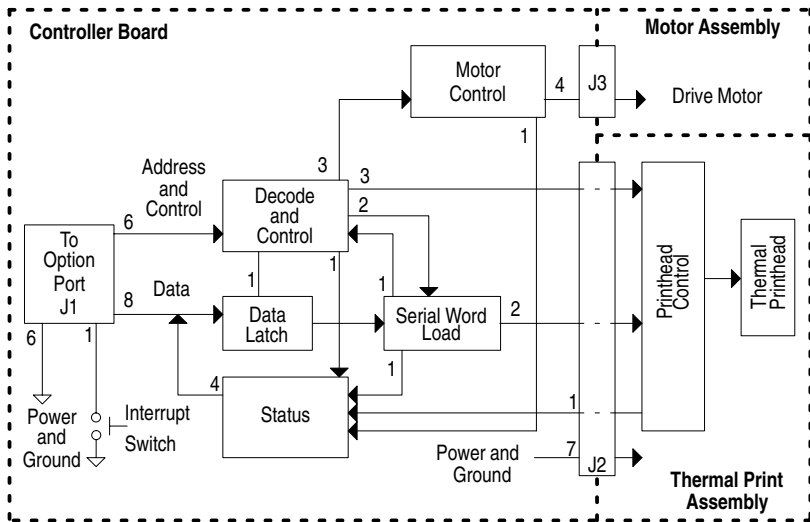 Controller Board
Motor Assembly
Motor
Control
4
J3
Drive Motor
1
3
Address
and
Control
3
Decode
and
Control
2
6
To
Option
Port
J1
1
1
1
Data
8
Data
Latch
Serial Word
Load
2
Printhead
Control
Thermal
Printhead
6
1
1
4
Status
1
Power
and
Ground
Interrupt
Switch
Power and
Ground
7
J2
Thermal Print
Assembly